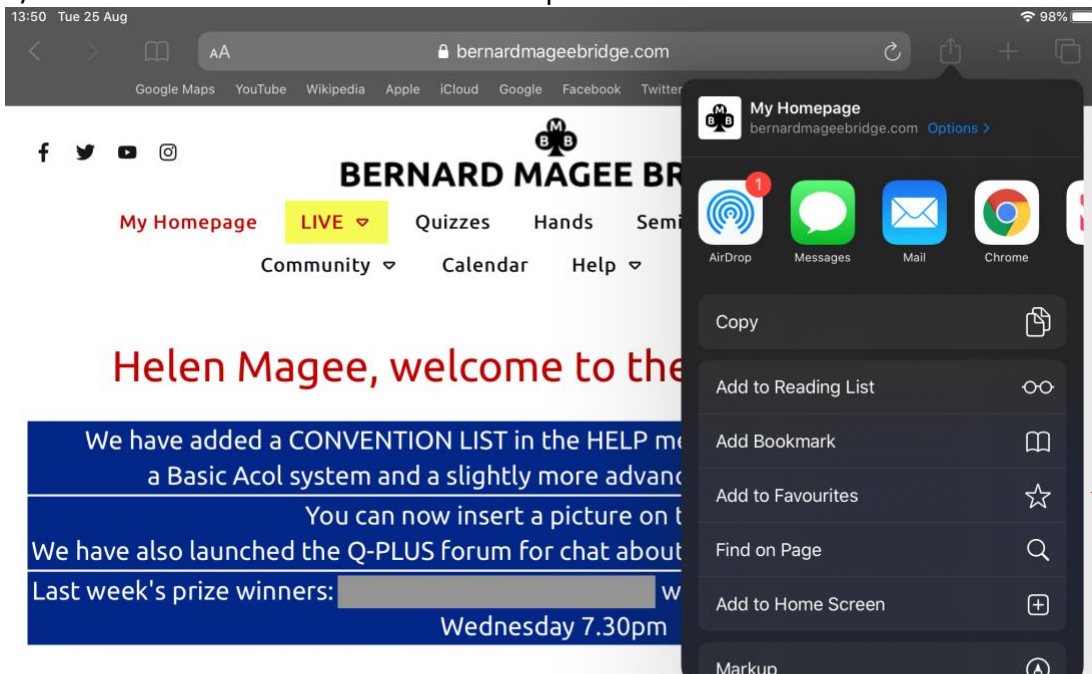 13:50 Tue 25 Aug
98%
AA
bernardmageebridge.com
Google Maps YouTube Wikipedia Apple iCloud Google Facebook Twitter
My Homepage
bernardmageebridge.com Options >
M
B B
M
B B
BERNARD MAGEE BR
AirDrop Messages Mail Chrome
1
My Homepage LIVE Quizzes Hands Semi
Community Calendar Help
Copy
Helen Magee, welcome to the
Add to Reading List
We have added a CONVENTION LIST in the HELP me
Add Bookmark
a Basic Acol system and a slightly more advanc
Add to Favourites
You can now insert a picture on t
We have also launched the Q-PLUS forum for chat about
Find on Page
Last week's prize winners: w
Add to Home Screen
Wednesday 7.30pm
Markup